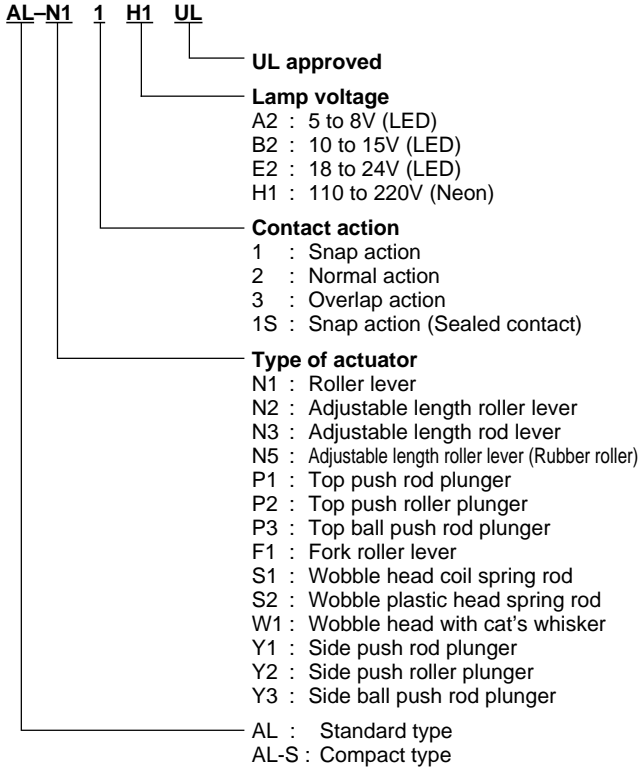 AL–N1 1 H1 UL
UL approved
Lamp voltage
A2 : 5 to 8V (LED)
B2 : 10 to 15V (LED)
E2 : 18 to 24V (LED)
H1 : 110 to 220V (Neon)
Contact action
1 : Snap action
2 : Normal action
3 : Overlap action
1S : Snap action (Sealed contact)
Type of actuator
N1 : Roller lever
N2 : Adjustable length roller lever
N3 : Adjustable length rod lever
N5 : Adjustable length roller lever (Rubber roller)
P1 : Top push rod plunger
P2 : Top push roller plunger
P3 : Top ball push rod plunger
F1 : Fork roller lever
S1 : Wobble head coil spring rod
S2 : Wobble plastic head spring rod
W1 : Wobble head with cat's whisker
Y1 : Side push rod plunger
Y2 : Side push roller plunger
Y3 : Side ball push rod plunger
AL : Standard type
AL-S : Compact type